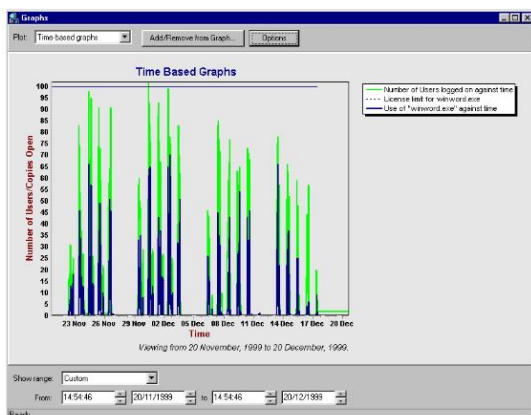 Graphs
Plot: Time-based graphs Add/Remove from Graph... Options
Time Based Graphs
Number of Users logged on against time
License limit for winword.exe
Use of "winword.exe" against time
Number of Users/Copies Open
100
95
90
85
80
75
70
65
60
55
50
45
40
35
30
25
20
15
10
5
0
23 Nov 26 Nov 29 Nov 02 Dec 05 Dec 08 Dec 11 Dec 14 Dec 17 Dec 20 Dec
Time
Viewing from 20 November, 1999 to 20 December, 1999.
Show range: Custom
From: 14:54:46 20/11/1999 to 14:54:46 20/12/1999
Ready